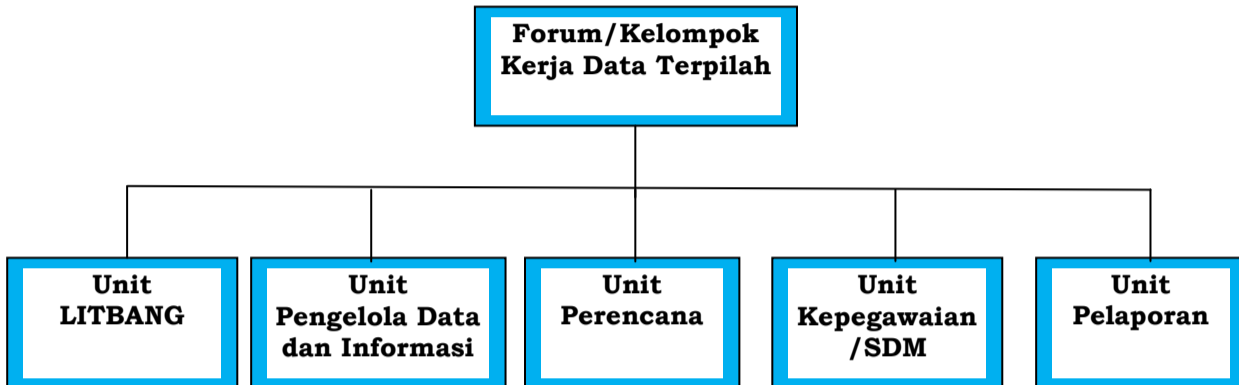 Forum/Kelompok
Kerja Data Terpilah
Unit
LITBANG
Unit
Pengelola Data
dan Informasi
Unit
Perencana
Unit
Kepegawaian
/SDM
Unit
Pelaporan